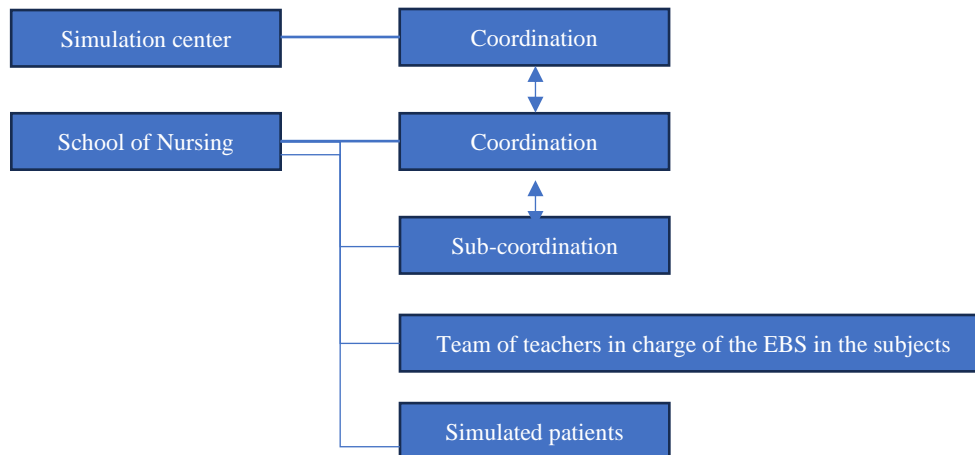 Simulation center
Coordination
School of Nursing
Coordination
Sub-coordination
Team of teachers in charge of the EBS in the subjects
Simulated patients